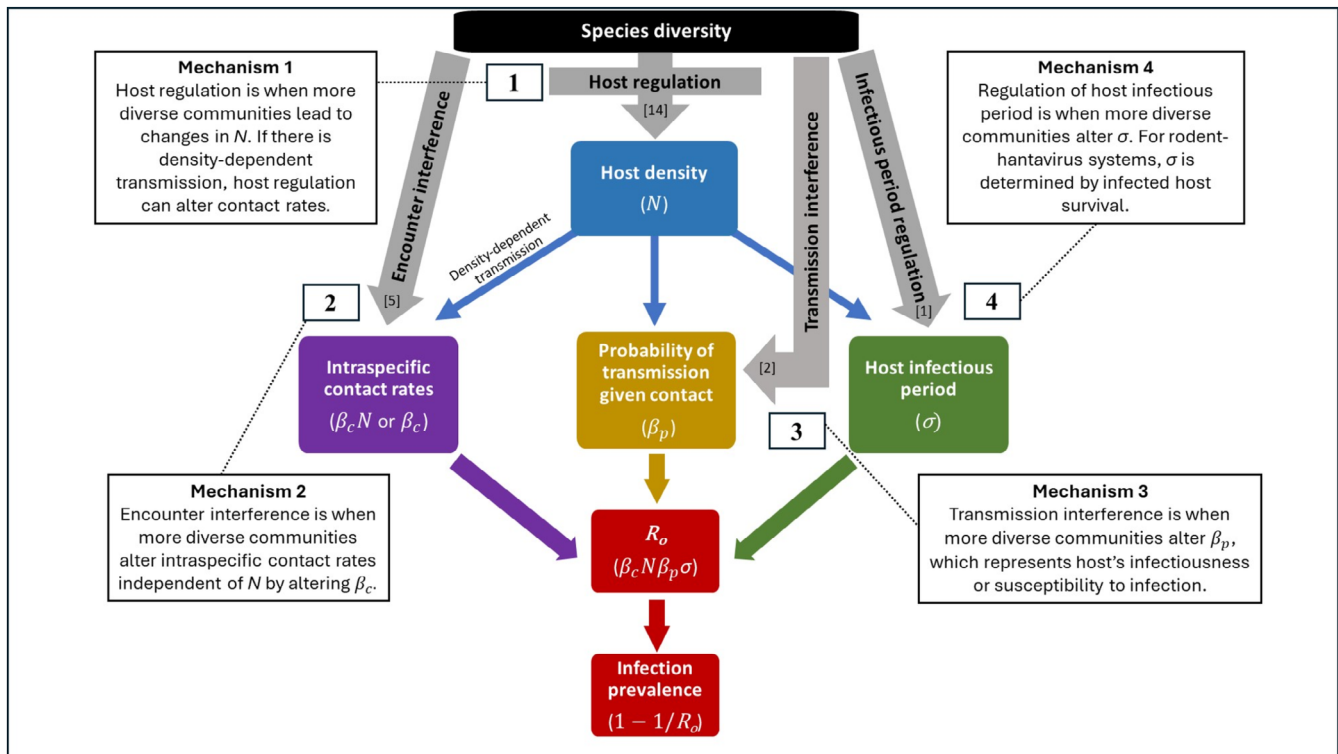 Species diversity
Mechanism 1
Host regulation is when more
diverse communities lead to
changes in N. If there is
density-dependent
transmission, host regulation
can alter contact rates.
1
Host regulation
[14]
Encounter interference
[5]
2
Transmission interference
[2]
3
Infectious period regulation
[1]
4
Mechanism 4
Regulation of host infectious
period is when more diverse
communities alter σ. For rodent-
hantavirus systems, σ is
determined by infected host
survival.
Host density
(N)
Density-dependent
transmission
Intraspecific
contact rates
(β_c N or β_c)
Probability of
transmission
given contact
(β_p)
Host infectious
period
(σ)
Mechanism 2
Encounter interference is when
more diverse communities
alter intraspecific contact rates
independent of N by altering β_c.
R_o
(β_c N β_p σ)
Mechanism 3
Transmission interference is when
more diverse communities alter β_p,
which represents host's infectiousness
or susceptibility to infection.
Infection
prevalence
(1 − 1/R_o)